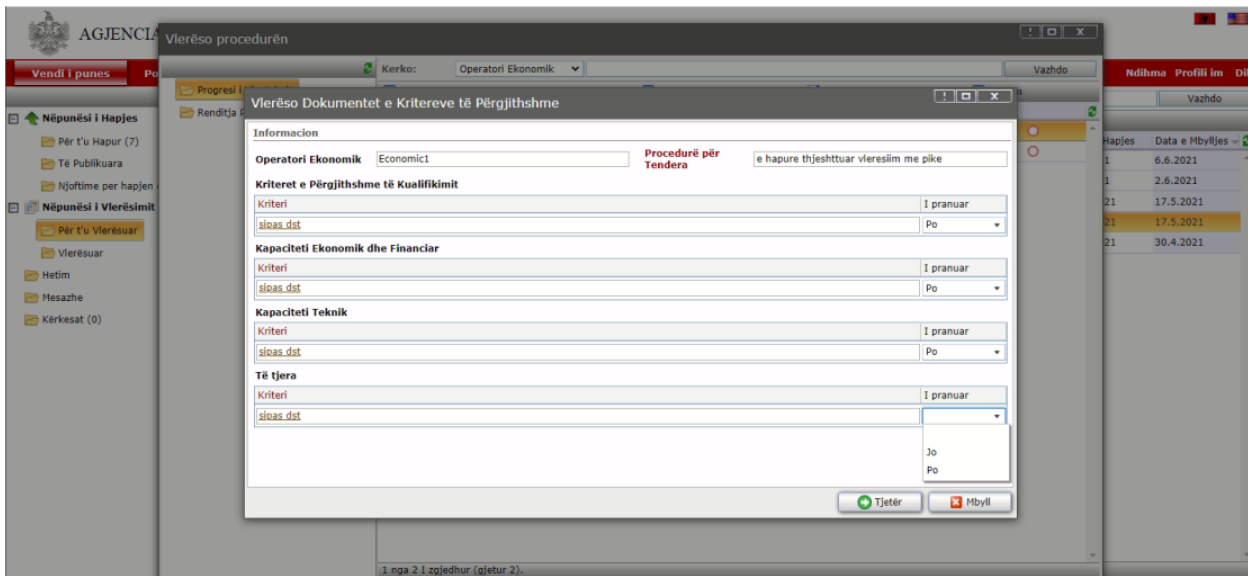 AGJENCIA
Vlerëso procedurën
Vendi i punes
Ndihma Profili im
Kerko: Operatori Ekonomik Vazhdo
Vazhdo
Nëpunësi i Hapjes
Për t'u Hapur (7)
Të Publikuara
Njoftime per hapjen
Nëpunësi i Vlerësimit
Për t'u Vlerësuar
Vlerësuar
Hetim
Mesazhe
Kërkesat (0)
Progresi
Renditja
Vlerëso Dokumentet e Kritereve të Përgjithshme
Informacion
Operatori Ekonomik Economic1 Procedurë për Tendera e hapure thjeshttuar vleresiim me pike
Kriteret e Përgjithshme të Kualifikimit
Kriteri I pranuar
sipas dst Po
Kapaciteti Ekonomik dhe Financiar
Kriteri I pranuar
sipas dst Po
Kapaciteti Teknik
Kriteri I pranuar
sipas dst Po
Të tjera
Kriteri I pranuar
sipas dst
Jo
Po
Tjetër Mbyll
Hapjes Data e Mbylljes
1 6.6.2021
1 2.6.2021
21 17.5.2021
21 17.5.2021
21 30.4.2021
1 nga 2 I zgjedhur (gjetur 2).